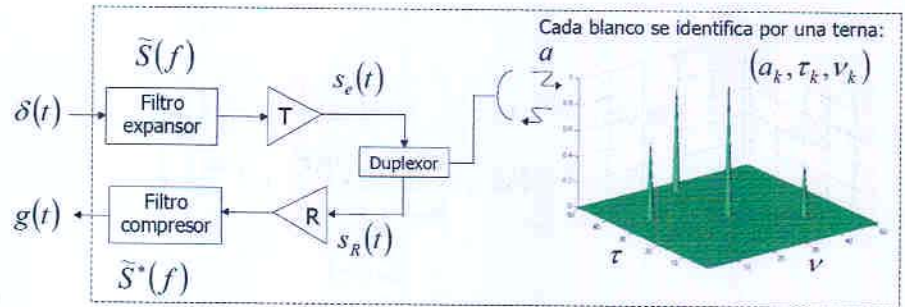 Cada blanco se identifica por una terna:
S̃(f)
a
(a_k, τ_k, ν_k)
s_e(t)
δ(t)
Filtro expansor
T
Duplexor
g(t)
Filtro compresor
R
s_R(t)
S̃*(f)
τ
ν